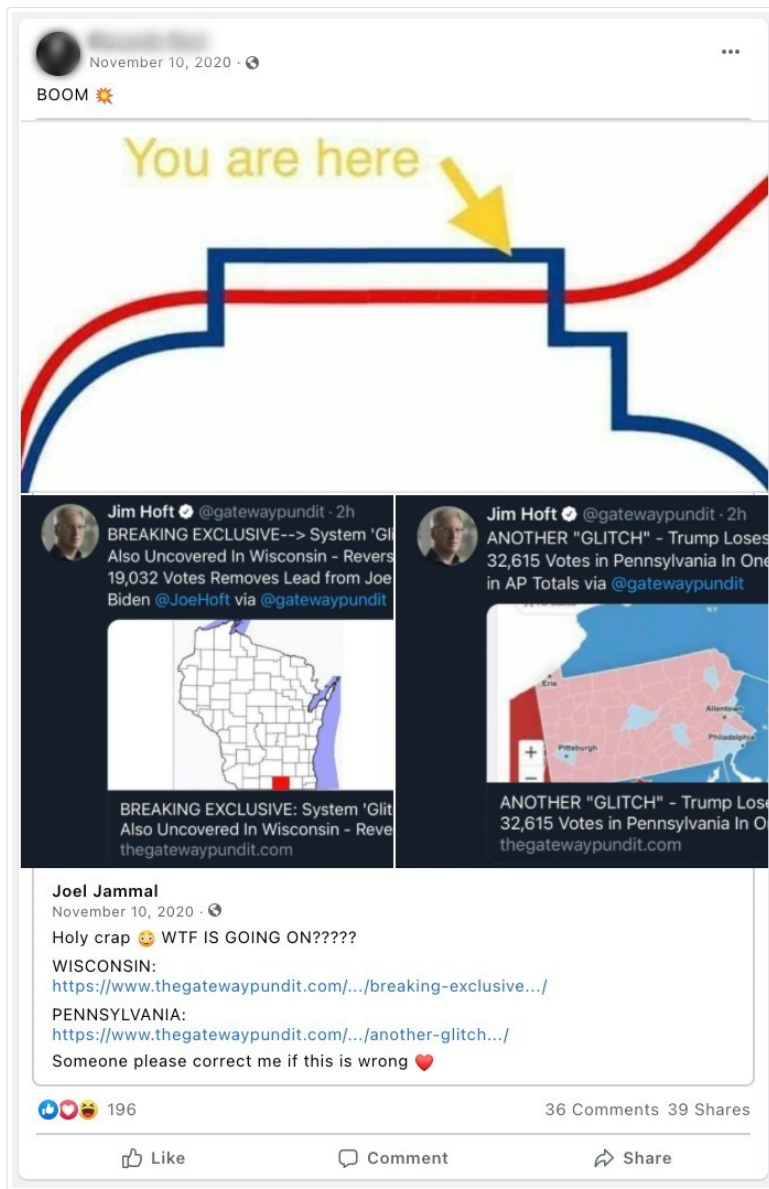 November 10, 2020 ·
BOOM 💥
You are here
Jim Hoft @gatewaypundit · 2h
BREAKING EXCLUSIVE--> System 'Gli
Also Uncovered In Wisconsin - Revers
19,032 Votes Removes Lead from Joe
Biden @JoeHoft via @gatewaypundit
BREAKING EXCLUSIVE: System 'Glit
Also Uncovered In Wisconsin - Reve
thegatewaypundit.com
Jim Hoft @gatewaypundit · 2h
ANOTHER "GLITCH" - Trump Loses
32,615 Votes in Pennsylvania In One
in AP Totals via @gatewaypundit
NY
Erie
Allentown
Pittsburgh
Philadelphia
+
−
ANOTHER "GLITCH" - Trump Lose
32,615 Votes in Pennsylvania In O
thegatewaypundit.com
Joel Jammal
November 10, 2020 ·
Holy crap 😳 WTF IS GOING ON?????
WISCONSIN:
https://www.thegatewaypundit.com/.../breaking-exclusive.../
PENNSYLVANIA:
https://www.thegatewaypundit.com/.../another-glitch.../
Someone please correct me if this is wrong ♥️
196
36 Comments 39 Shares
Like
Comment
Share